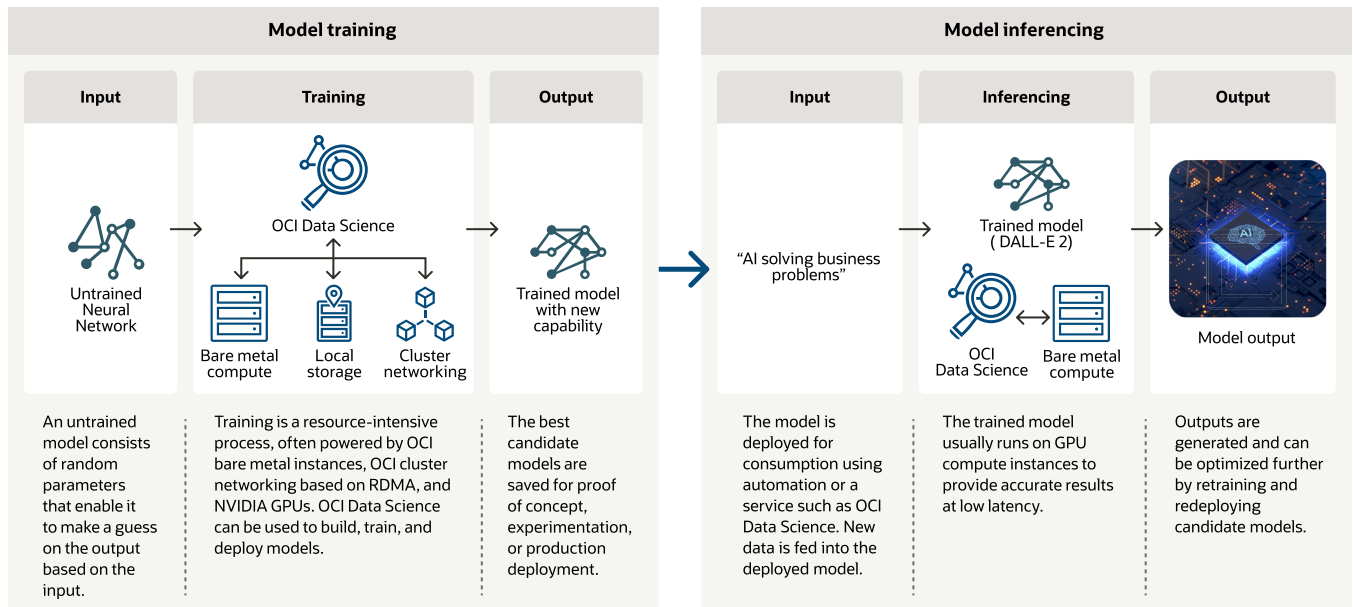 Model training
Input
Training
Output
OCI Data Science
Untrained
Neural
Network
Bare metal
compute
Local
storage
Cluster
networking
Trained model
with new
capability
An untrained
model consists
of random
parameters
that enable it
to make a guess
on the output
based on the
input.
Training is a resource-intensive
process, often powered by OCI
bare metal instances, OCI cluster
networking based on RDMA, and
NVIDIA GPUs. OCI Data Science
can be used to build, train, and
deploy models.
The best
candidate
models are
saved for proof
of concept,
experimentation,
or production
deployment.
Model inferencing
Input
Inferencing
Output
“AI solving business
problems”
Trained model
( DALL-E 2)
OCI
Data Science
Bare metal
compute
AI
Model output
The model is
deployed for
consumption using
automation or a
service such as OCI
Data Science. New
data is fed into the
deployed model.
The trained model
usually runs on GPU
compute instances to
provide accurate results
at low latency.
Outputs are
generated and can
be optimized further
by retraining and
redeploying
candidate models.